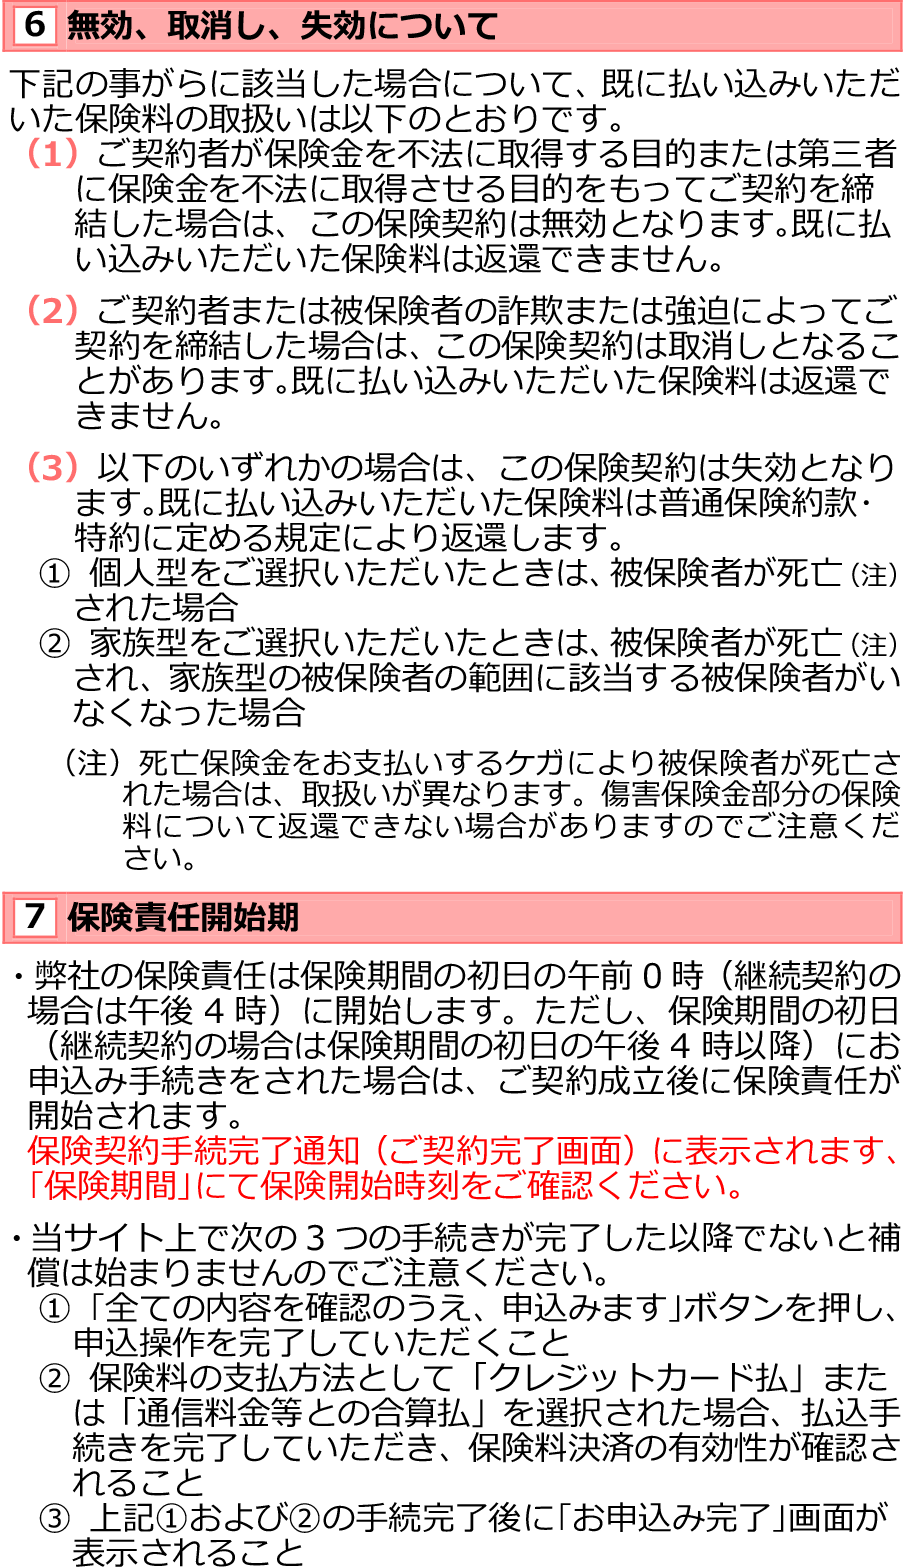 6 無効、取消し、失効について
下記の事がらに該当した場合について、既に払い込みいただ
いた保険料の取扱いは以下のとおりです。
（1）ご契約者が保険金を不法に取得する目的または第三者
に保険金を不法に取得させる目的をもってご契約を締
結した場合は、この保険契約は無効となります。既に払
い込みいただいた保険料は返還できません。
（2）ご契約者または被保険者の詐欺または強迫によってご
契約を締結した場合は、この保険契約は取消しとなるこ
とがあります。既に払い込みいただいた保険料は返還で
きません。
（3）以下のいずれかの場合は、この保険契約は失効となり
ます。既に払い込みいただいた保険料は普通保険約款・
特約に定める規定により返還します。
① 個人型をご選択いただいたときは、被保険者が死亡（注）
された場合
② 家族型をご選択いただいたときは、被保険者が死亡（注）
され、家族型の被保険者の範囲に該当する被保険者がい
なくなった場合
（注）死亡保険金をお支払いするケガにより被保険者が死亡さ
れた場合は、取扱いが異なります。傷害保険金部分の保険
料について返還できない場合がありますのでご注意くだ
さい。
7 保険責任開始期
・弊社の保険責任は保険期間の初日の午前 0 時（継続契約の
場合は午後 4 時）に開始します。ただし、保険期間の初日
（継続契約の場合は保険期間の初日の午後 4 時以降）にお
申込み手続きをされた場合は、ご契約成立後に保険責任が
開始されます。
保険契約手続完了通知（ご契約完了画面）に表示されます、
「保険期間」にて保険開始時刻をご確認ください。
・当サイト上で次の 3 つの手続きが完了した以降でないと補
償は始まりませんのでご注意ください。
① 「全ての内容を確認のうえ、申込みます」ボタンを押し、
申込操作を完了していただくこと
② 保険料の支払方法として「クレジットカード払」また
は「通信料金等との合算払」を選択された場合、払込手
続きを完了していただき、保険料決済の有効性が確認さ
れること
③ 上記①および②の手続完了後に「お申込み完了」画面が
表示されること